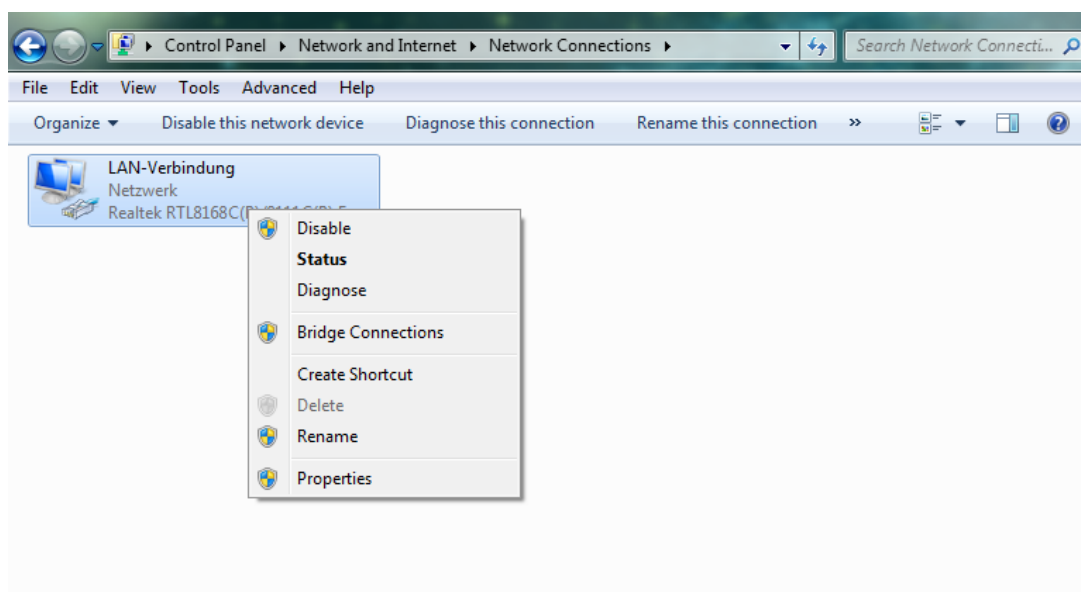 Control Panel Network and Internet Network Connections Search Network Connecti...
File Edit View Tools Advanced Help
Organize Disable this network device Diagnose this connection Rename this connection »
LAN-Verbindung
Netzwerk
Realtek RTL8168C(
Disable
Status
Diagnose
Bridge Connections
Create Shortcut
Delete
Rename
Properties